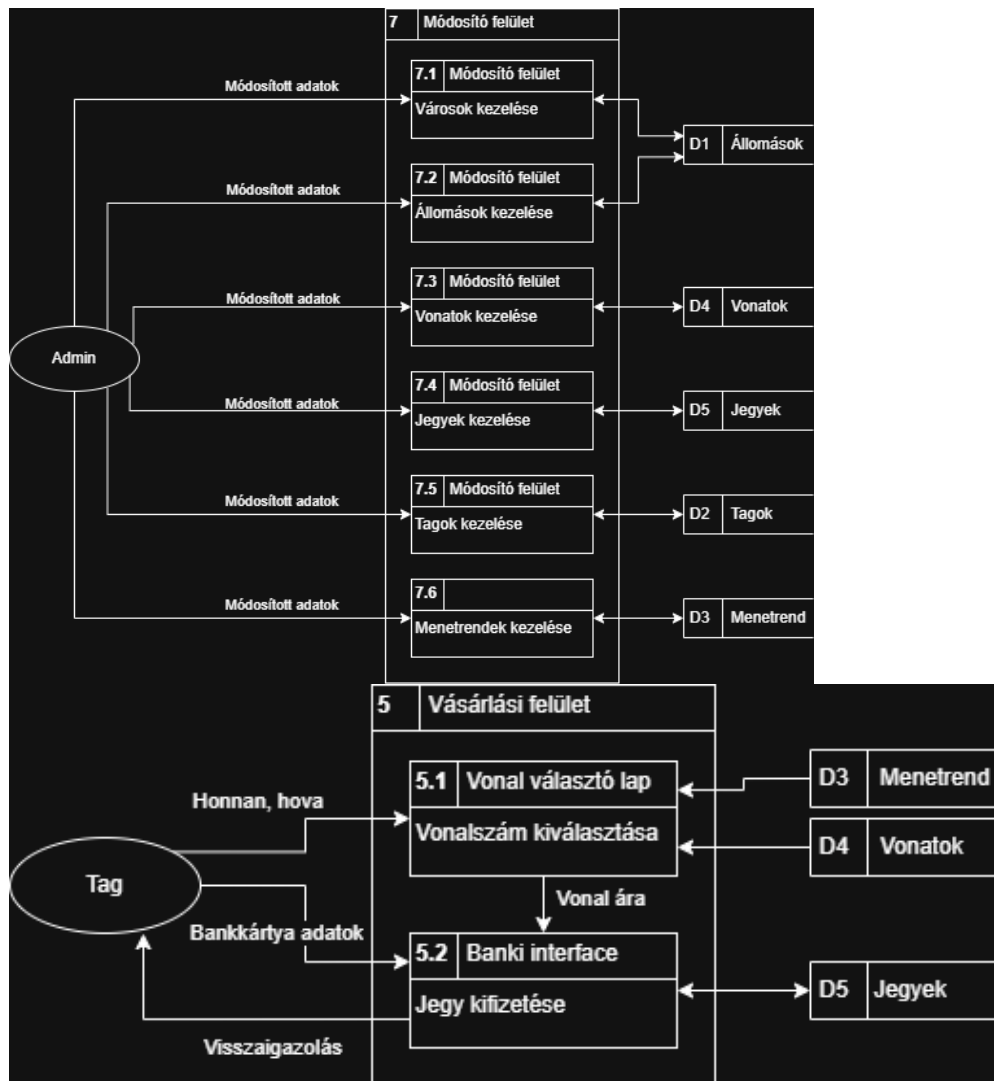 7 Módosító felület
7.1 Módosító felület
Módosított adatok
Városok kezelése
D1 Állomások
7.2 Módosító felület
Módosított adatok
Állomások kezelése
7.3 Módosító felület
Módosított adatok
Vonatok kezelése
D4 Vonatok
Admin
7.4 Módosító felület
Módosított adatok
Jegyek kezelése
D5 Jegyek
7.5 Módosító felület
Módosított adatok
Tagok kezelése
D2 Tagok
7.6
Módosított adatok
Menetrendek kezelése
D3 Menetrend
5 Vásárlási felület
5.1 Vonal választó lap
D3 Menetrend
Honnan, hova
Vonalszám kiválasztása
D4 Vonatok
Tag
Vonal ára
Bankkártya adatok
5.2 Banki interface
Jegy kifizetése
D5 Jegyek
Visszaigazolás